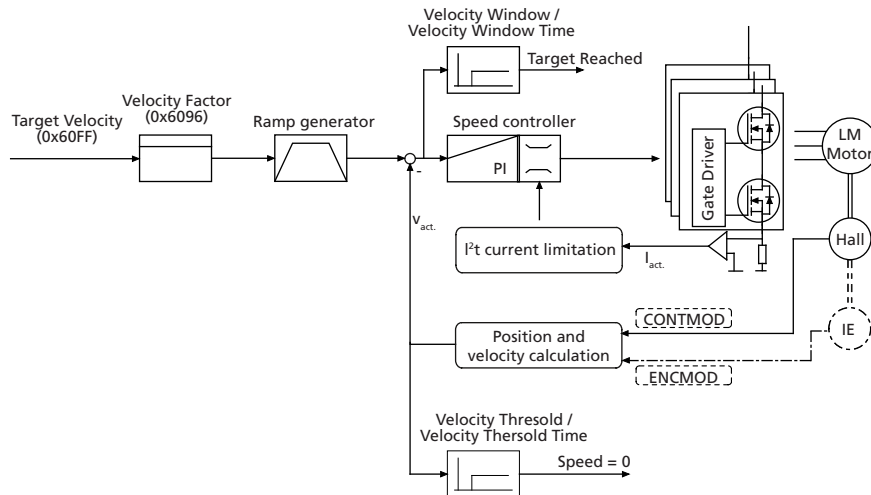 Velocity Window /
Velocity Window Time
Target Reached
Velocity Factor
(0x6096)
Target Velocity
(0x60FF)
Ramp generator
Speed controller
-
PI
Gate Driver
LM
Motor
v act.
I²t current limitation
I act.
Hall
CONTMOD
Position and
velocity calculation
IE
ENCMOD
Velocity Thresold /
Velocity Thersold Time
Speed = 0